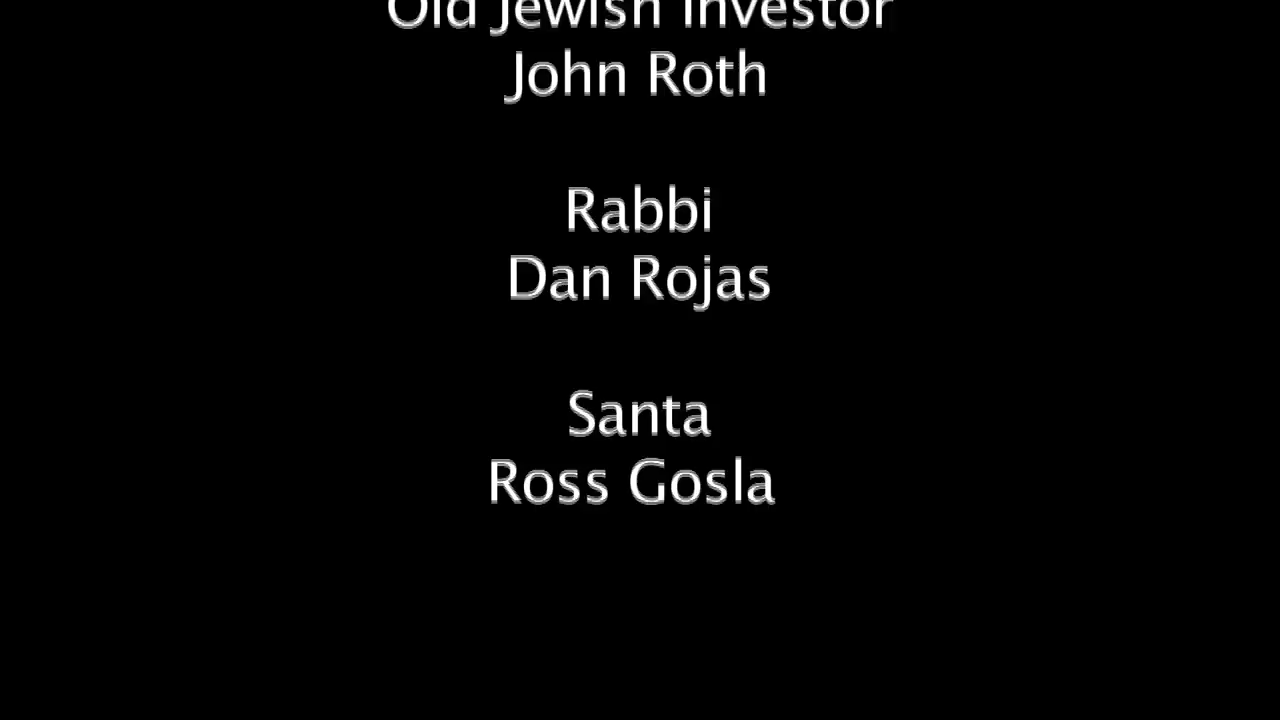 Old Jewish Investor
John Roth
Rabbi
Dan Rojas
Santa
Ross Gosla